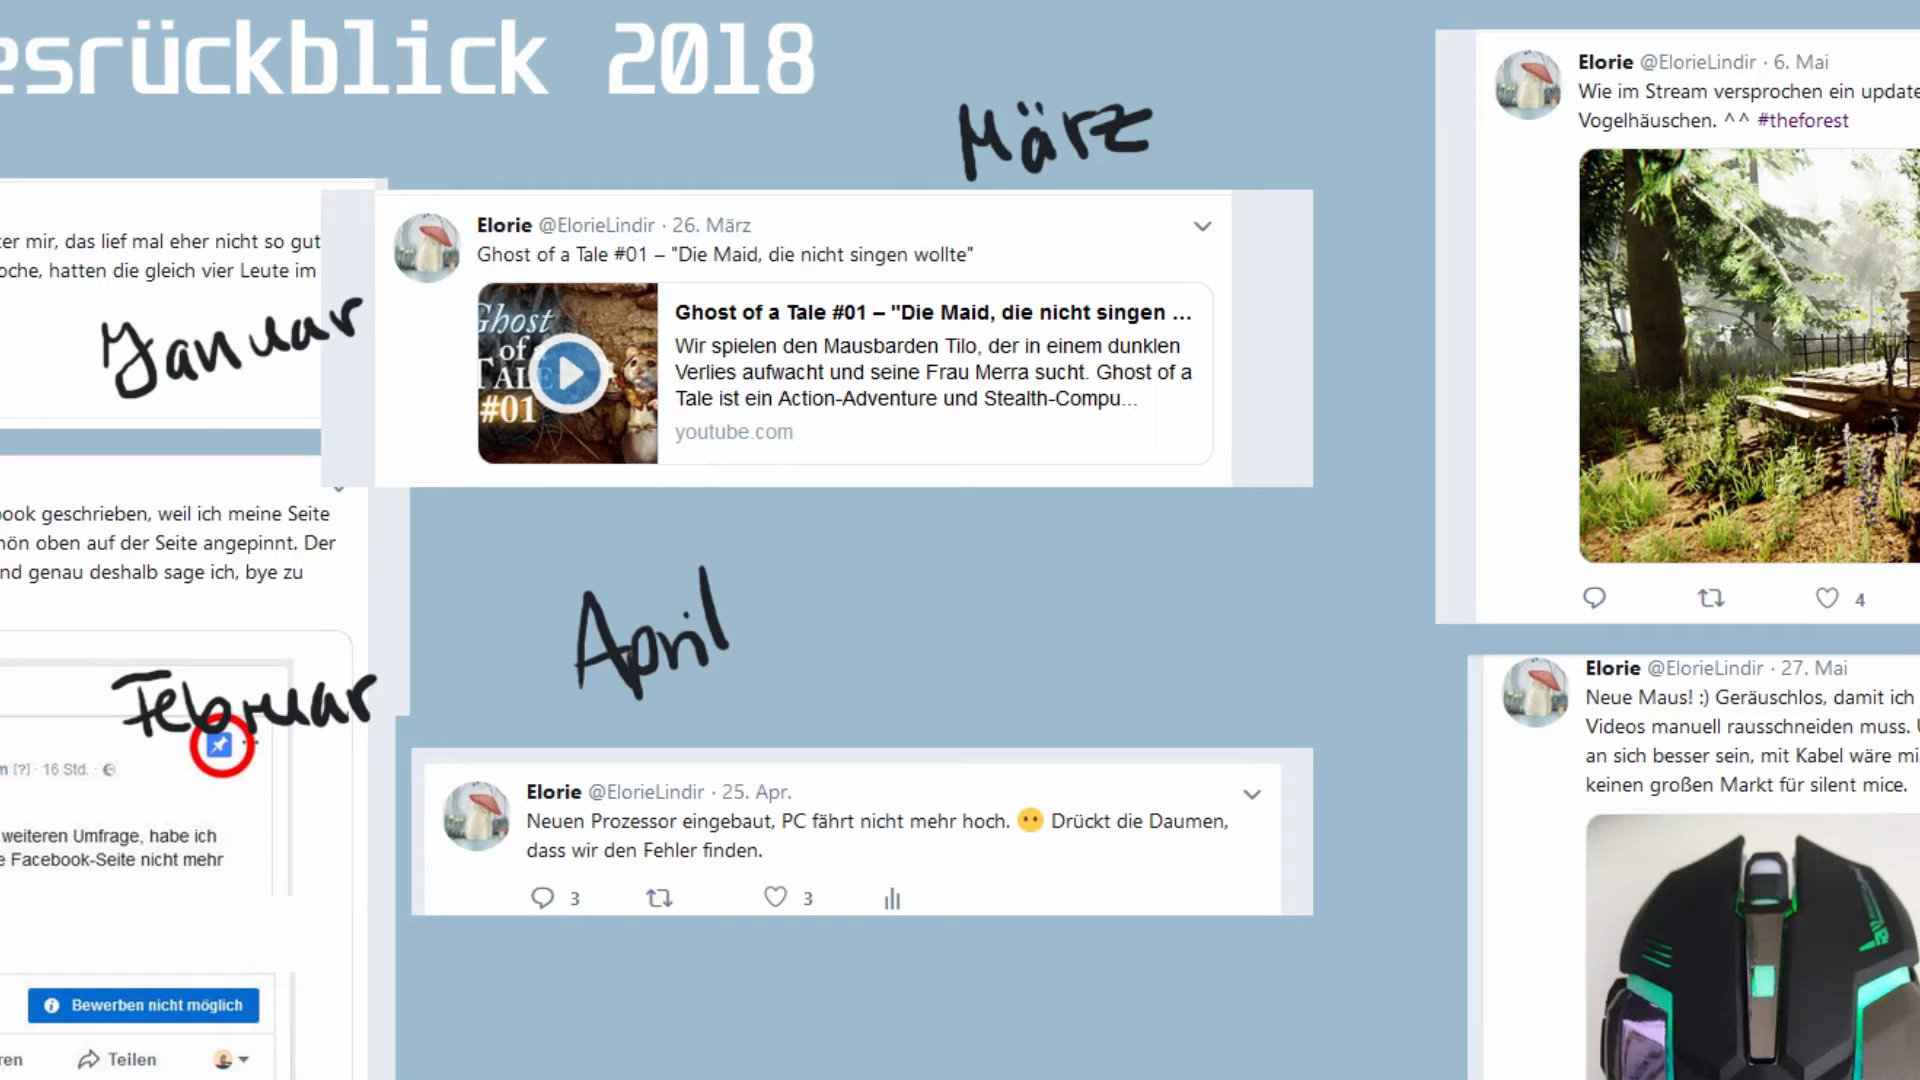 esrückblick 2018
ter mir, das lief mal eher nicht so gut
oche, hatten die gleich vier Leute im
Januar
ook geschrieben, weil ich meine Seite
hön oben auf der Seite angepinnt. Der
nd genau deshalb sage ich, bye zu
Februar
m [?] · 16 Std. ·
weiteren Umfrage, habe ich
e Facebook-Seite nicht mehr
Bewerben nicht möglich
ren Teilen
März
Elorie @ElorieLindir · 26. März
Ghost of a Tale #01 – "Die Maid, die nicht singen wollte"
Ghost
of a
TALE
#01
Ghost of a Tale #01 – "Die Maid, die nicht singen ...
Wir spielen den Mausbarden Tilo, der in einem dunklen
Verlies aufwacht und seine Frau Merra sucht. Ghost of a
Tale ist ein Action-Adventure und Stealth-Compu...
youtube.com
April
Elorie @ElorieLindir · 25. Apr.
Neuen Prozessor eingebaut, PC fährt nicht mehr hoch. 😶 Drückt die Daumen,
dass wir den Fehler finden.
3 3
Elorie @ElorieLindir · 6. Mai
Wie im Stream versprochen ein update
Vogelhäuschen. ^^ #theforest
4
Elorie @ElorieLindir · 27. Mai
Neue Maus! :) Geräuschlos, damit ich
Videos manuell rausschneiden muss. U
an sich besser sein, mit Kabel wäre mi
keinen großen Markt für silent mice.